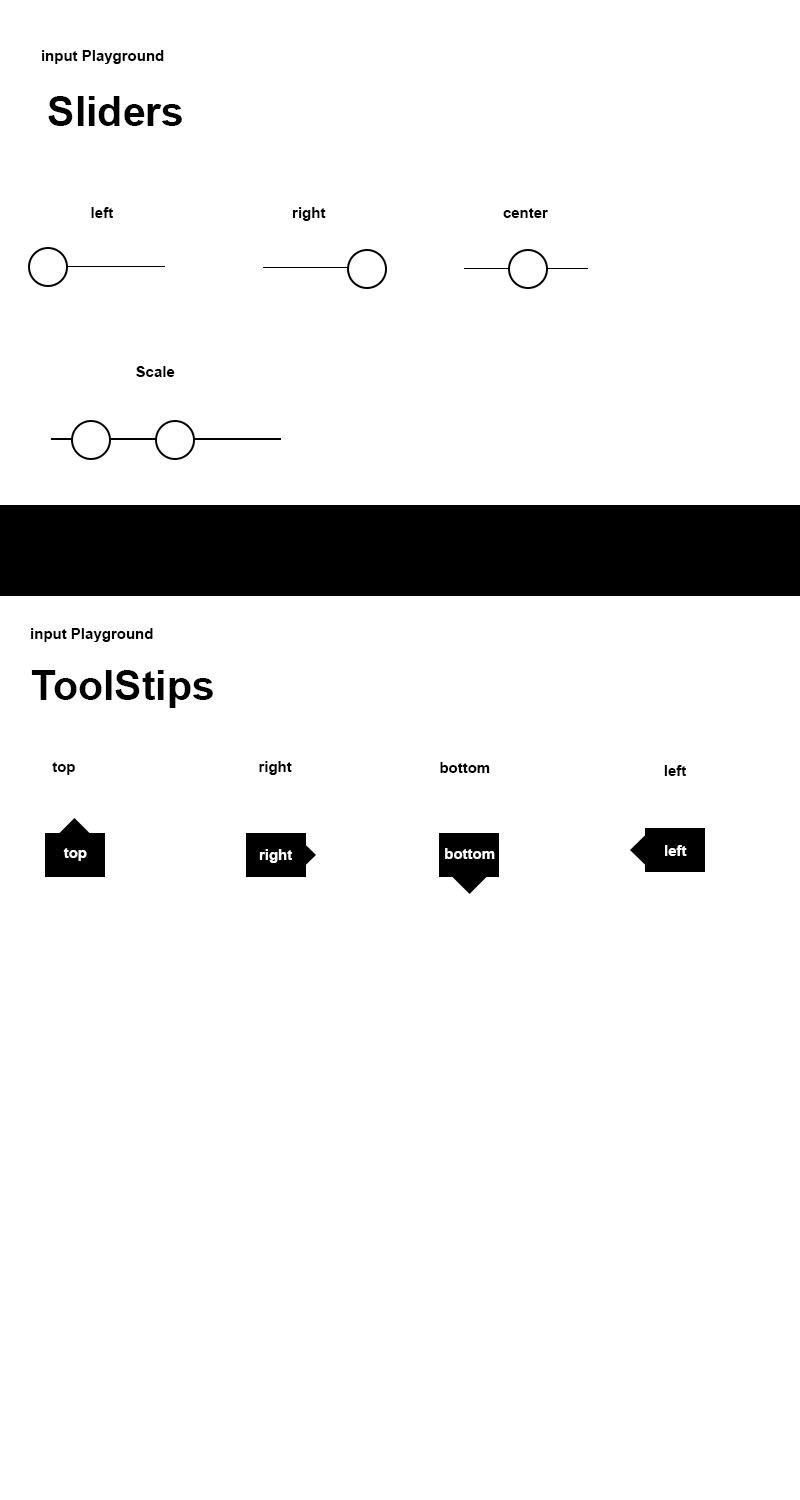 input Playground
Sliders
left
right
center
Scale
input Playground
ToolStips
top
right
bottom
left
top
right
bottom
left